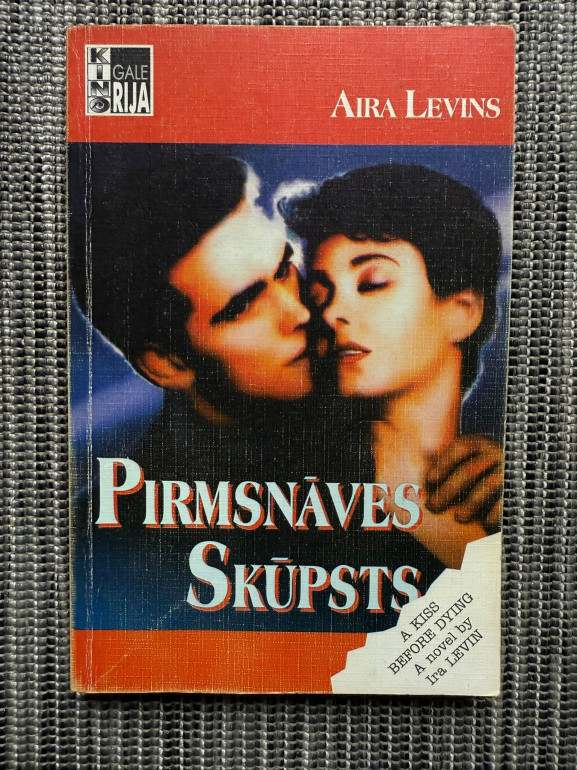 KINO
GALE
RIJA
AIRA LEVINS
PIRMSNĀVES
SKŪPSTS
A KISS
BEFORE DYING
A novel by
Ira LEVIN